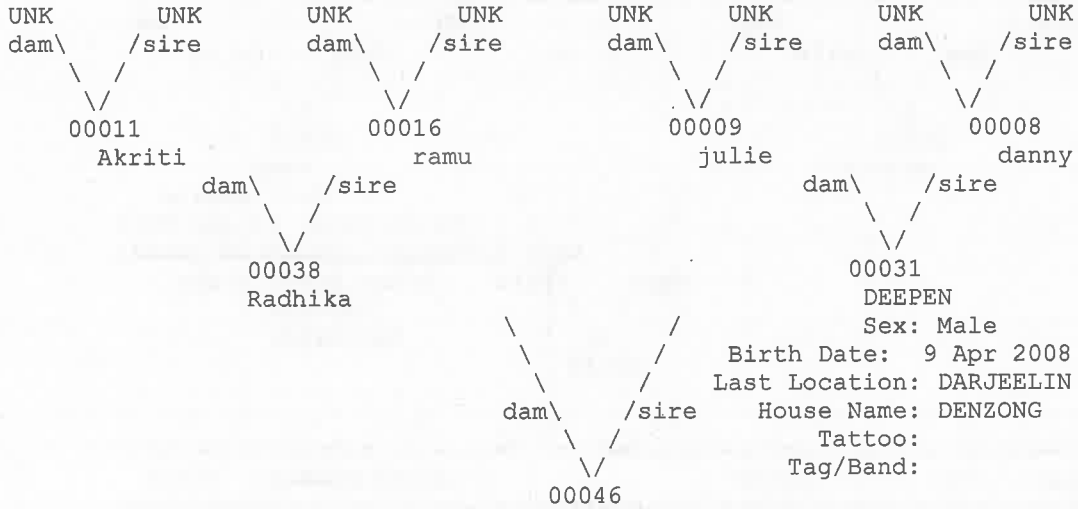 UNK UNK UNK UNK UNK UNK UNK UNK
dam\ /sire dam\ /sire dam\ /sire dam\ /sire
\ / \ / \ / \ /
\/ \/ \/ \/
00011 00016 00009 00008
Akriti ramu julie danny
dam\ /sire dam\ /sire
\ / \ /
\/ \/
00038 00031
Radhika DEEPEN
\ / Sex: Male
\ / Birth Date: 9 Apr 2008
\ / Last Location: DARJEELIN
dam\ /sire House Name: DENZONG
\ / Tattoo:
\/ Tag/Band:
00046